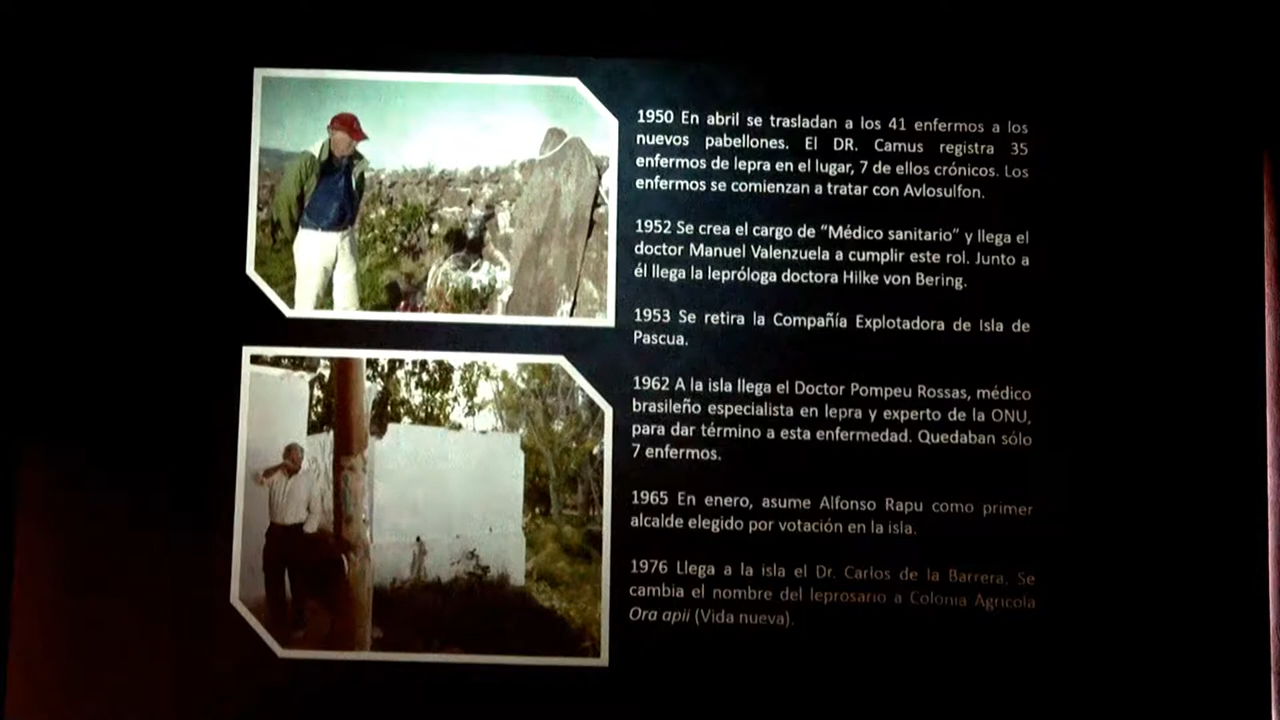 1950 En abril se trasladan a los 41 enfermos a los
nuevos pabellones. El DR. Camus registra 35
enfermos de lepra en el lugar, 7 de ellos crónicos. Los
enfermos se comienzan a tratar con Avlosulfon.
1952 Se crea el cargo de “Médico sanitario” y llega el
doctor Manuel Valenzuela a cumplir este rol. Junto a
él llega la lepróloga doctora Hilke von Bering.
1953 Se retira la Compañía Explotadora de Isla de
Pascua.
1962 A la isla llega el Doctor Pompeu Rossas, médico
brasileño especialista en lepra y experto de la ONU,
para dar término a esta enfermedad. Quedaban sólo
7 enfermos.
1965 En enero, asume Alfonso Rapu como primer
alcalde elegido por votación en la isla.
1976 Llega a la isla el Dr. Carlos de la Barrera. Se
cambia el nombre del leprosario a Colonia Agricola
Ora apii (Vida nueva).